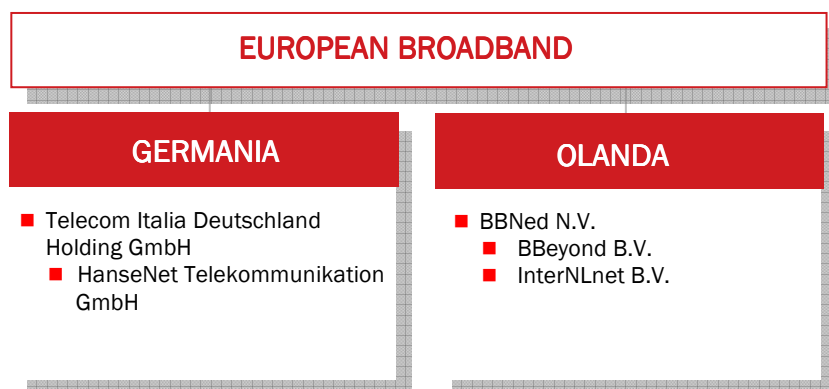 EUROPEAN BROADBAND
GERMANIA
Telecom Italia Deutschland
Holding GmbH
HanseNet Telekommunikation
GmbH
OLANDA
BBNed N.V.
BBeyond B.V.
InterNLnet B.V.